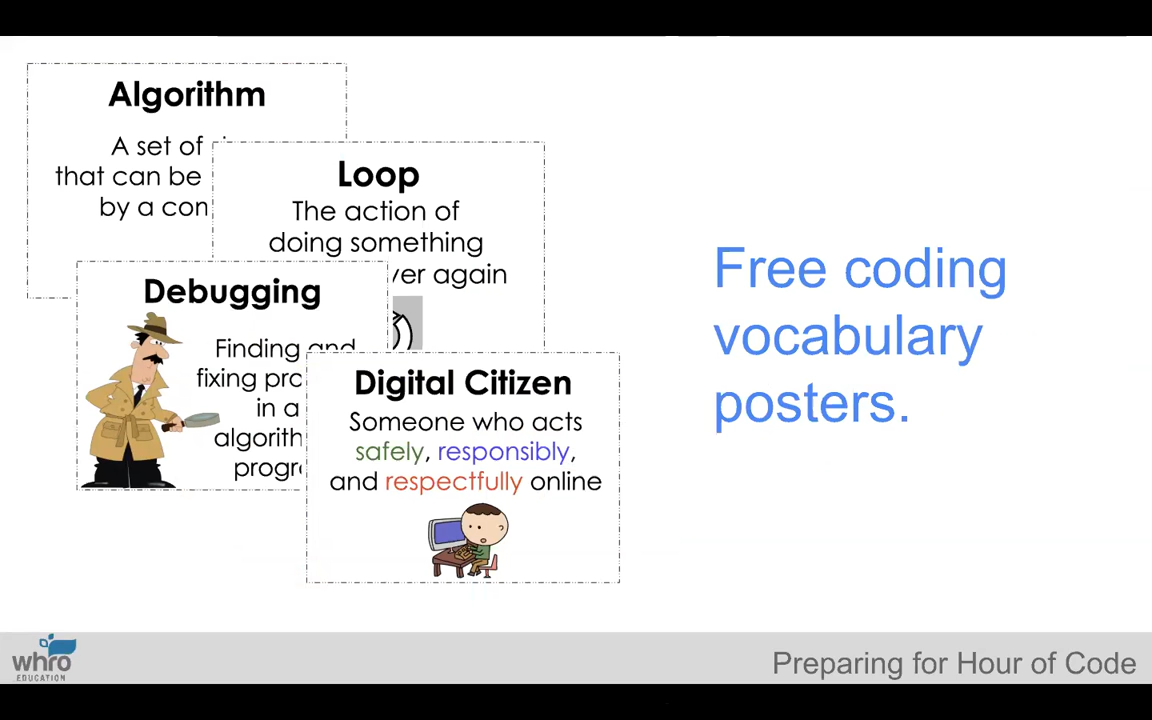 Algorithm
A set of
that can be
by a con
Loop
The action of
doing something
ver again
Debugging
Finding and
fixing pro
in a
algorith
progr
Digital Citizen
Someone who acts
safely, responsibly,
and respectfully online
Free coding
vocabulary
posters.
whro
EDUCATION
Preparing for Hour of Code